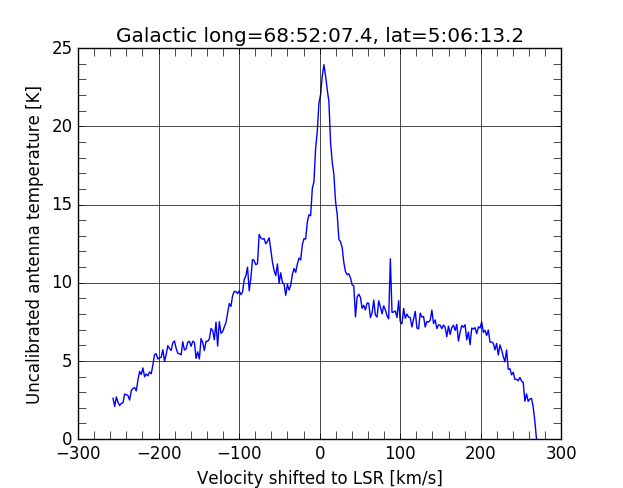 Galactic long=68:52:07.4, lat=5:06:13.2
Uncalibrated antenna temperature [K]
25
20
15
10
5
0
−300 −200 −100 0 100 200 300
Velocity shifted to LSR [km/s]